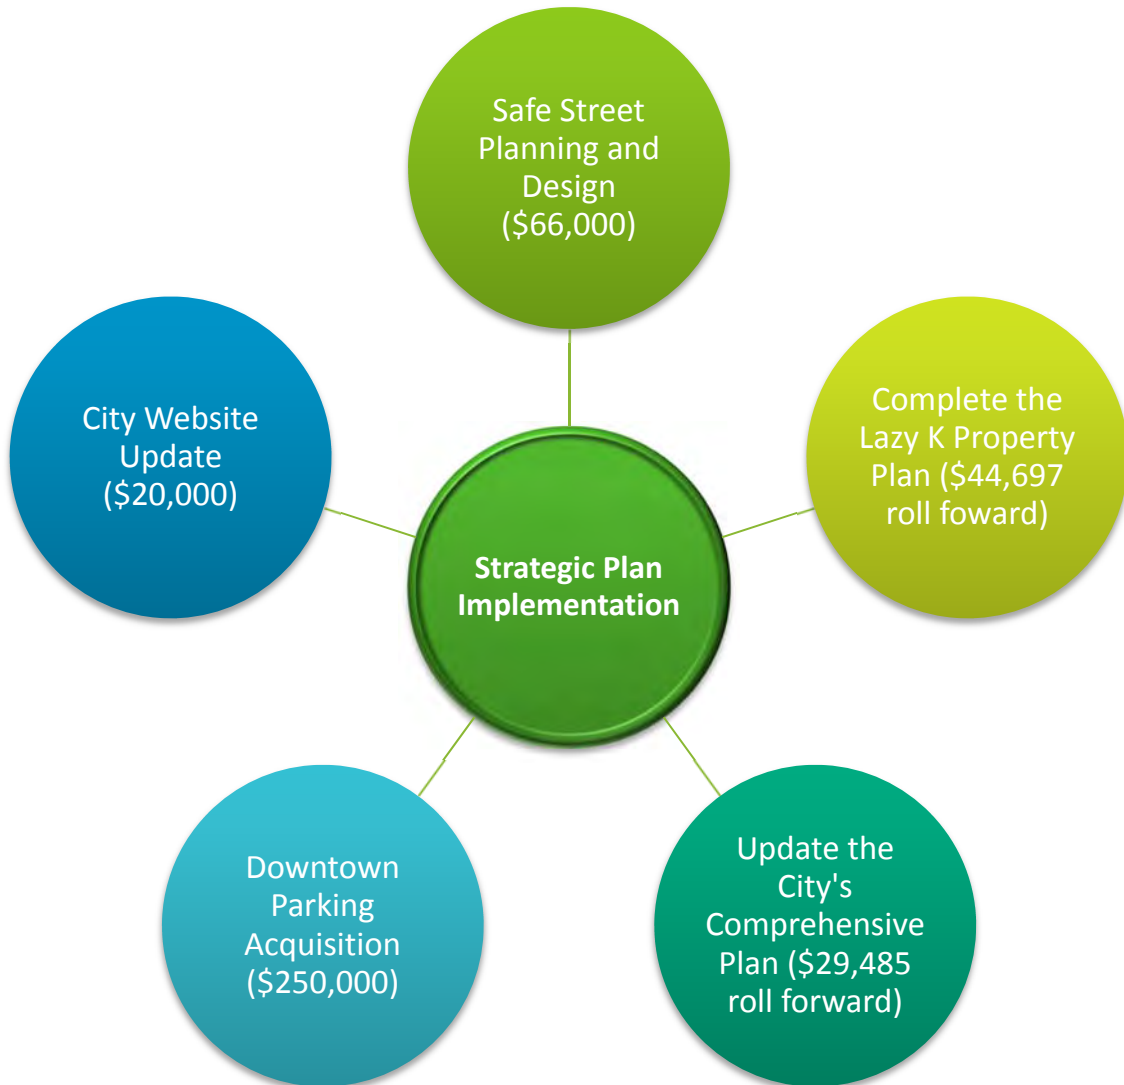 Safe Street
Planning and
Design
($66,000)
City Website
Update
($20,000)
Complete the
Lazy K Property
Plan ($44,697
roll foward)
Strategic Plan
Implementation
Downtown
Parking
Acquisition
($250,000)
Update the
City's
Comprehensive
Plan ($29,485
roll forward)